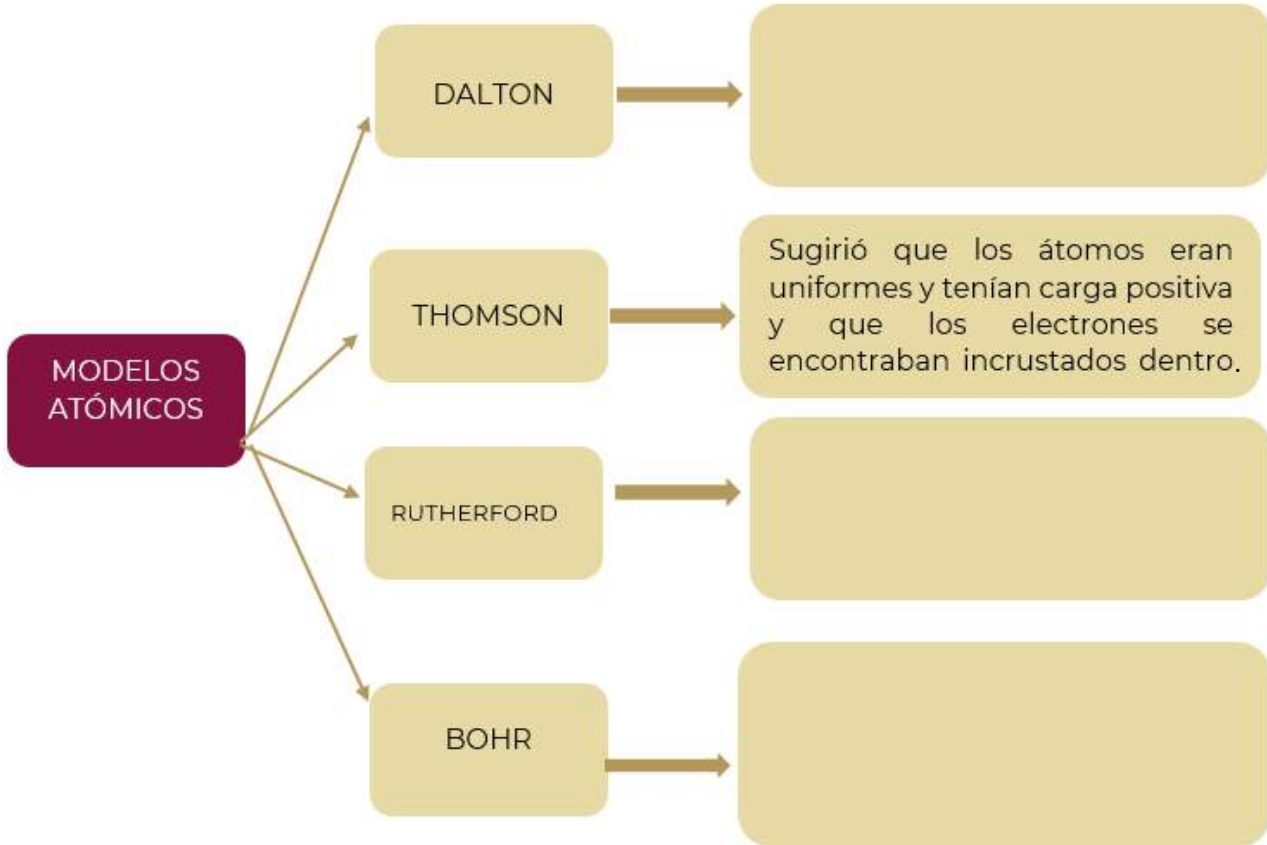 DALTON
Sugirió que los átomos eran
uniformes y tenían carga positiva
y que los electrones se
encontraban incrustados dentro.
THOMSON
MODELOS
ATÓMICOS
RUTHERFORD
BOHR